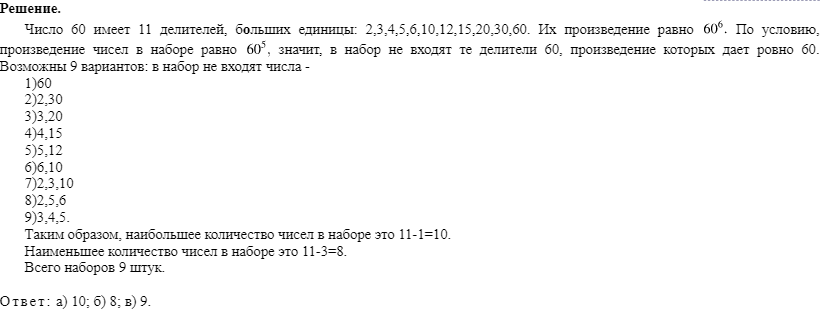 Решение.
Число 60 имеет 11 делителей, больших единицы: 2,3,4,5,6,10,12,15,20,30,60. Их произведение равно 60⁶. По условию,
произведение чисел в наборе равно 60⁵, значит, в набор не входят те делители 60, произведение которых дает ровно 60.
Возможны 9 вариантов: в набор не входят числа -
1)60
2)2,30
3)3,20
4)4,15
5)5,12
6)6,10
7)2,3,10
8)2,5,6
9)3,4,5.
Таким образом, наибольшее количество чисел в наборе это 11-1=10.
Наименьшее количество чисел в наборе это 11-3=8.
Всего наборов 9 штук.
Ответ: а) 10; б) 8; в) 9.